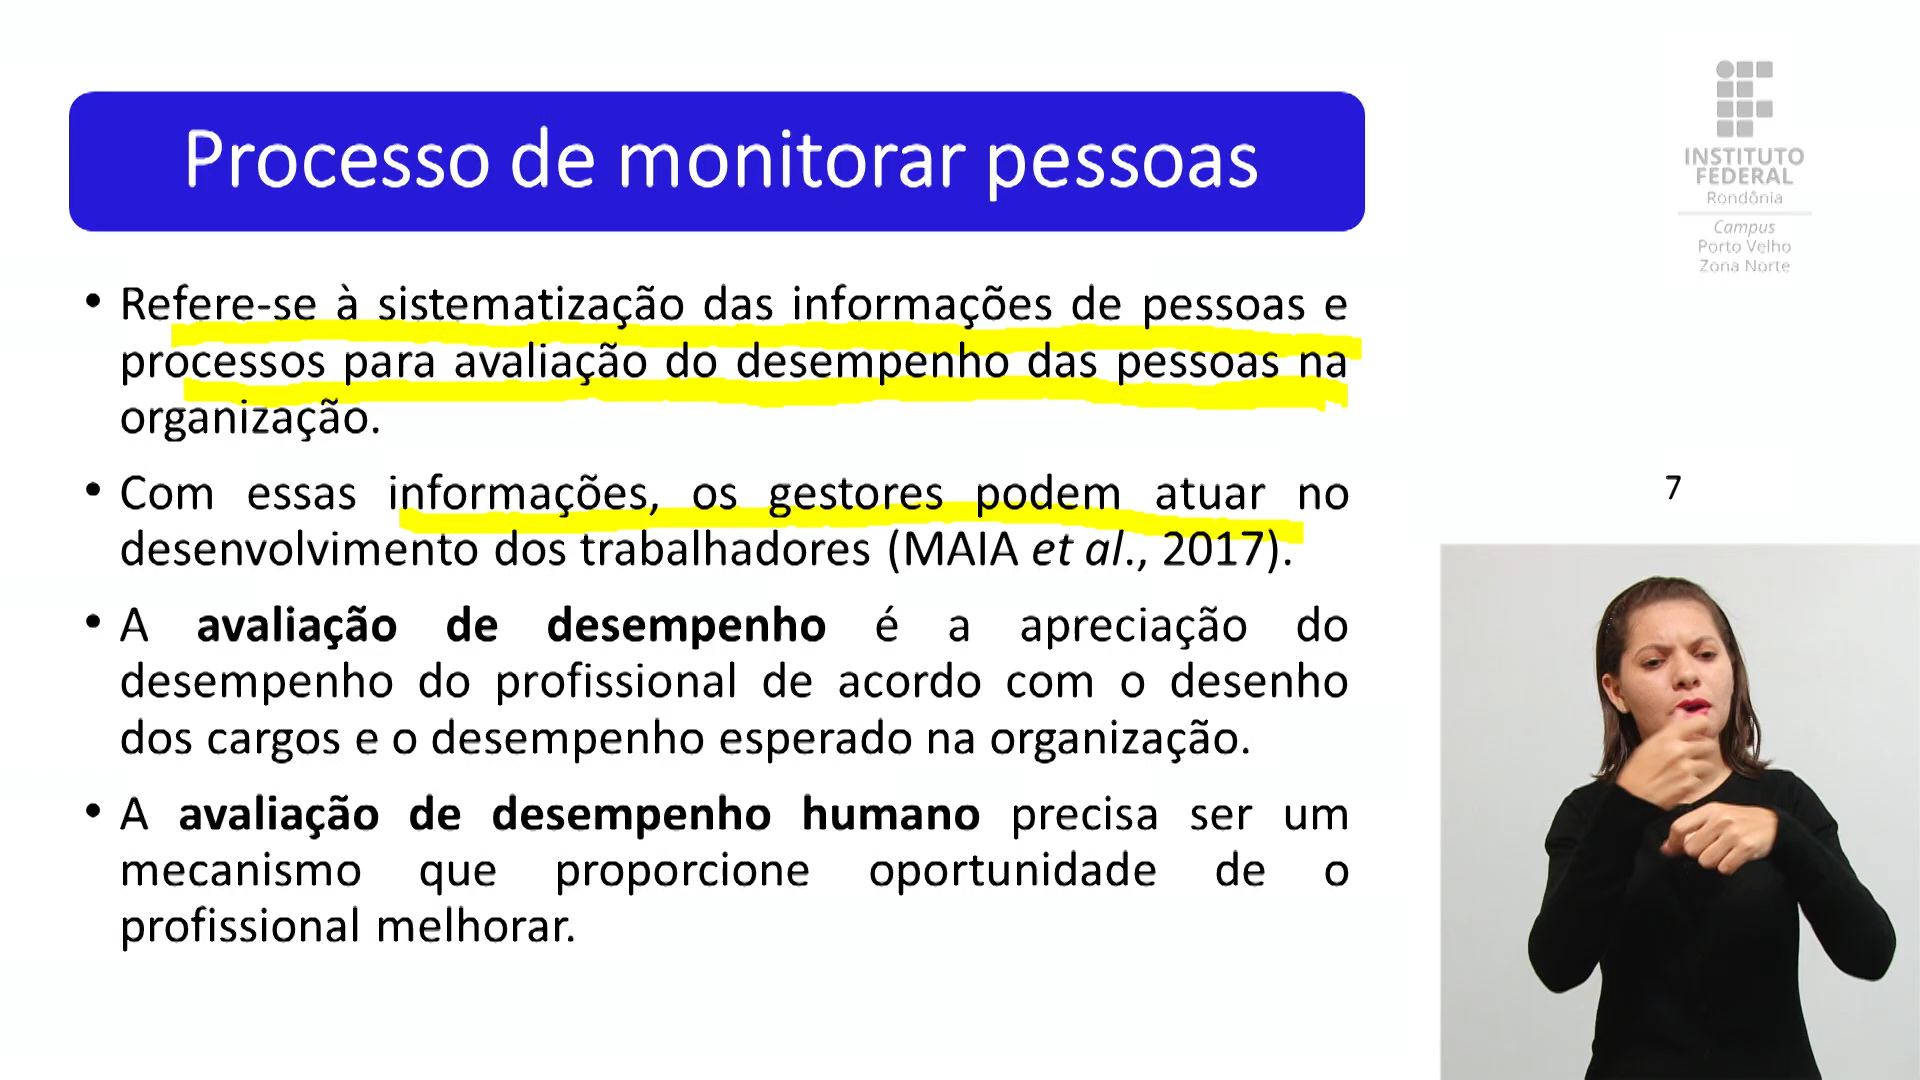 Processo de monitorar pessoas
INSTITUTO
FEDERAL
Rondônia
Campus
Porto Velho
Zona Norte
• Refere-se à sistematização das informações de pessoas e
processos para avaliação do desempenho das pessoas na
organização.
• Com essas informações, os gestores podem atuar no
desenvolvimento dos trabalhadores (MAIA et al., 2017).
• A avaliação de desempenho é a apreciação do
desempenho do profissional de acordo com o desenho
dos cargos e o desempenho esperado na organização.
• A avaliação de desempenho humano precisa ser um
mecanismo que proporcione oportunidade de o
profissional melhorar.
7